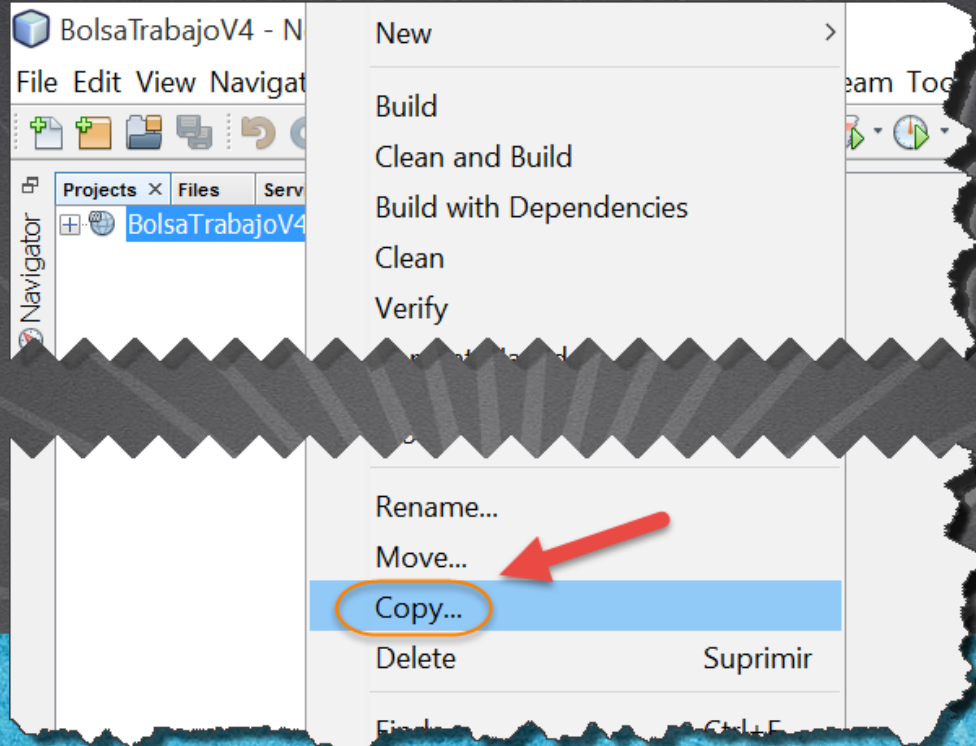 BolsaTrabajoV4 - N
File Edit View Navigat
eam Too
Projects × Files Serv
BolsaTrabajoV4
Navigator
New
Build
Clean and Build
Build with Dependencies
Clean
Verify
Rename...
Move...
Copy...
Delete Suprimir